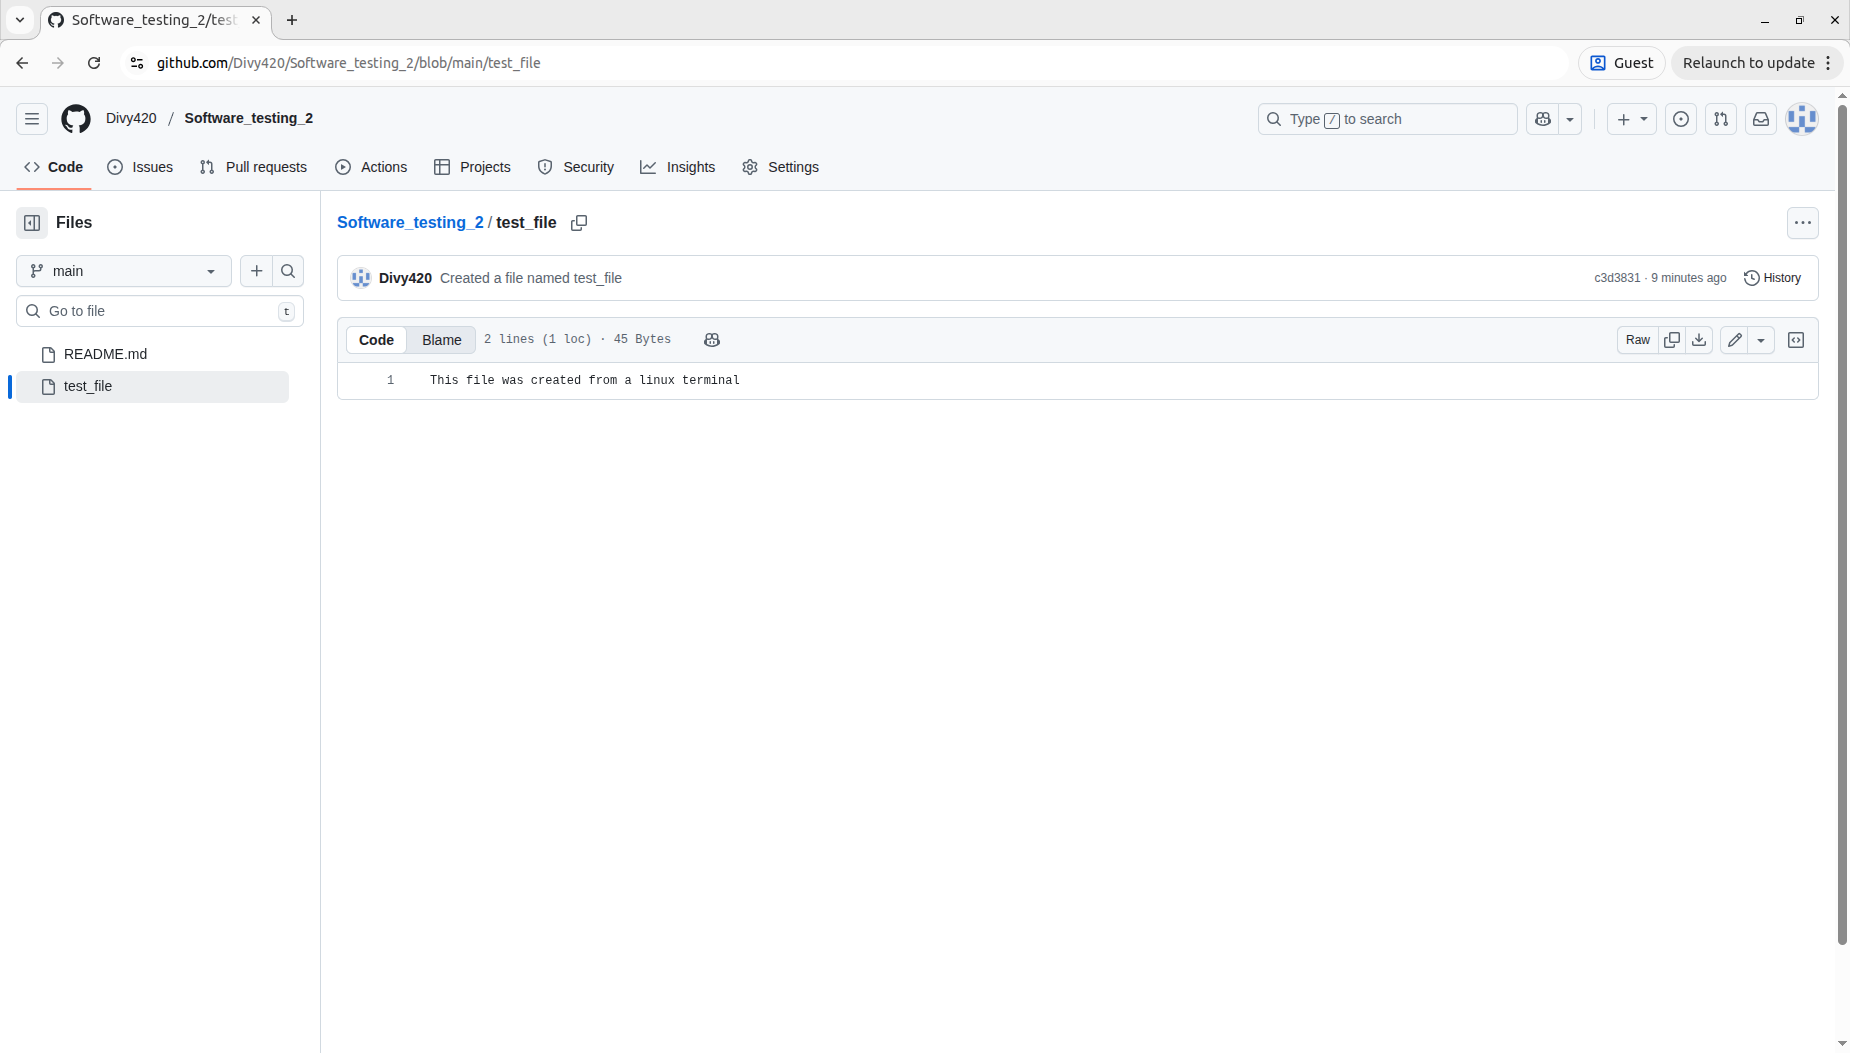 Software_testing_2/test
github.com/Divy420/Software_testing_2/blob/main/test_file
Guest
Relaunch to update
Divy420 / Software_testing_2
Type / to search
Code
Issues
Pull requests
Actions
Projects
Security
Insights
Settings
Files
Software_testing_2 / test_file
main
Divy420 Created a file named test_file
c3d3831 · 9 minutes ago
History
Go to file
t
Code
Blame
2 lines (1 loc) · 45 Bytes
Raw
README.md
test_file
1 This file was created from a linux terminal